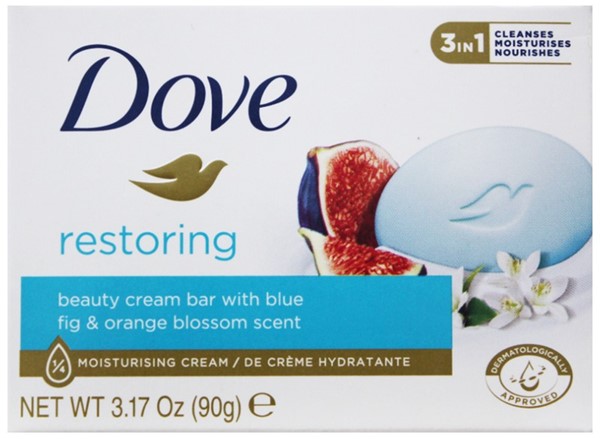 Dove
3 IN 1
CLEANSES
MOISTURISES
NOURISHES
restoring
beauty cream bar with blue
fig & orange blossom scent
1/4 MOISTURISING CREAM / DE CRÈME HYDRATANTE
NET WT 3.17 Oz (90g) ℮
DERMATOLOGICALLY
APPROVED